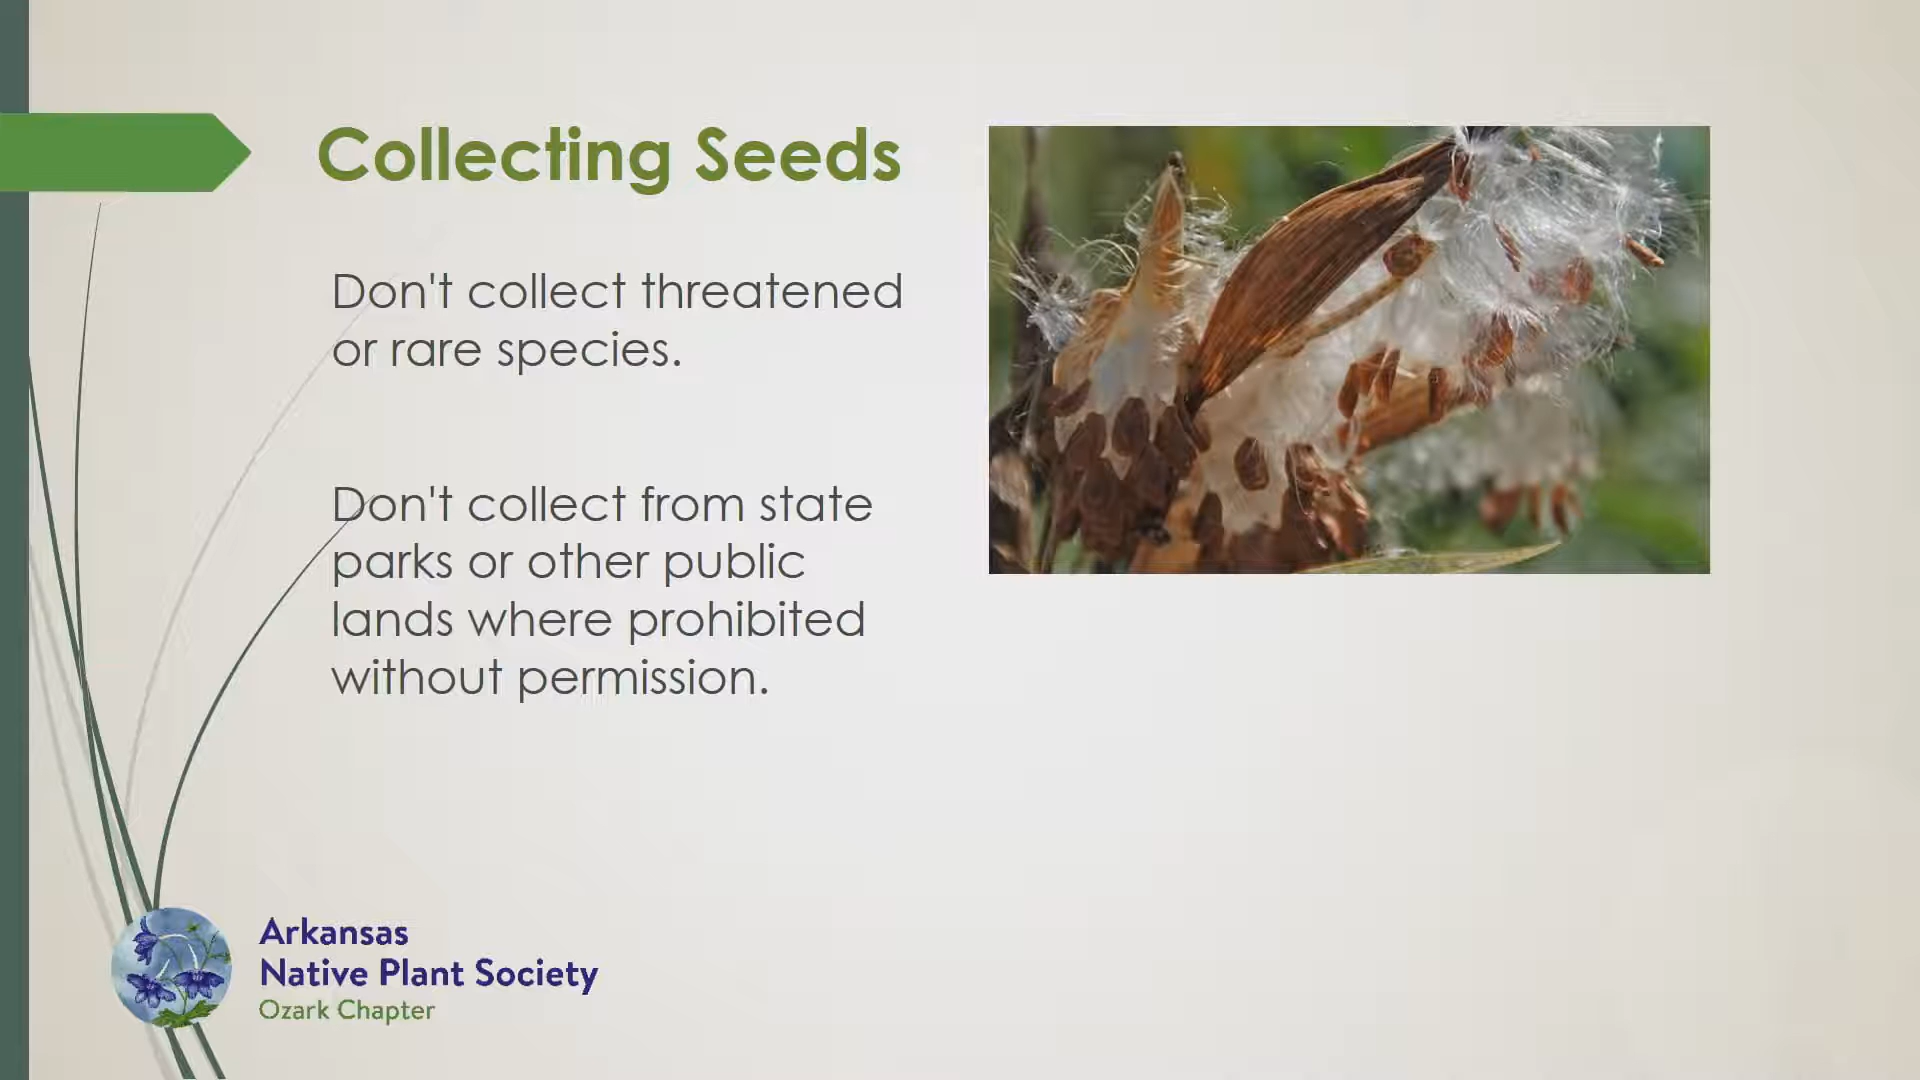 Collecting Seeds
Don't collect threatened
or rare species.
Don't collect from state
parks or other public
lands where prohibited
without permission.
Arkansas
Native Plant Society
Ozark Chapter